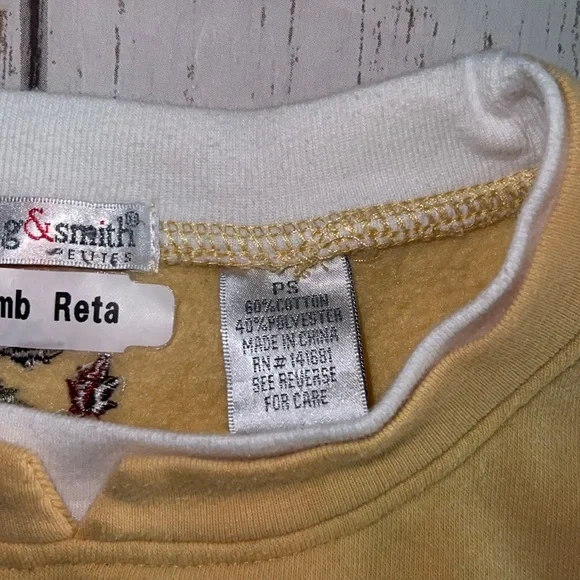 g&smith
PETITES
mb Reta
PS
60%COTTON
40%POLYESTER
MADE IN CHINA
RN# 141681
SEE REVERSE
FOR CARE